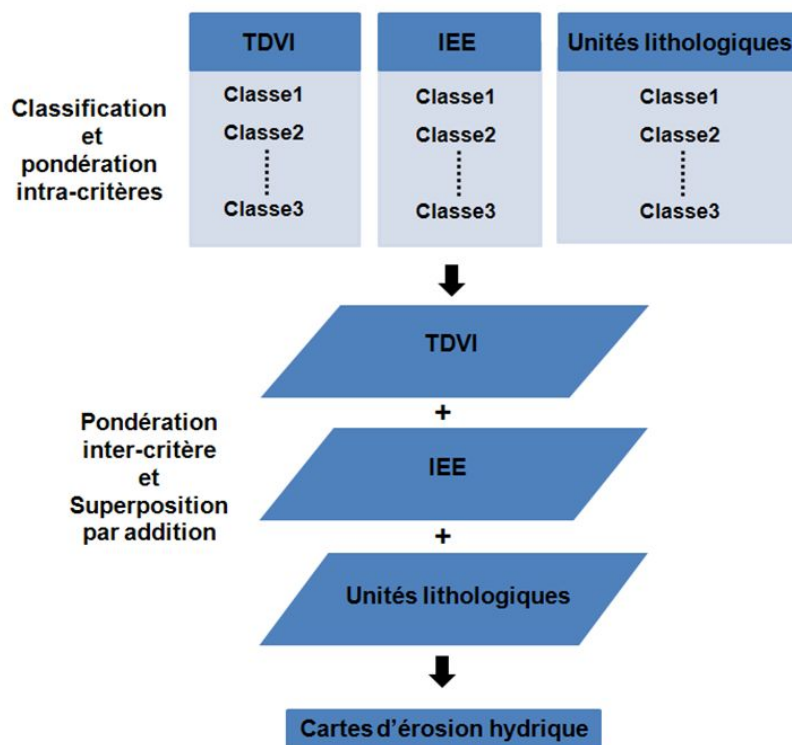 TDVI
IEE
Unités lithologiques
Classification
et
pondération
intra-critères
Classe1
Classe2
Classe3
Classe1
Classe2
Classe3
Classe1
Classe2
Classe3
TDVI
+
IEE
+
Unités lithologiques
Pondération
inter-critère
et
Superposition
par addition
Cartes d'érosion hydrique